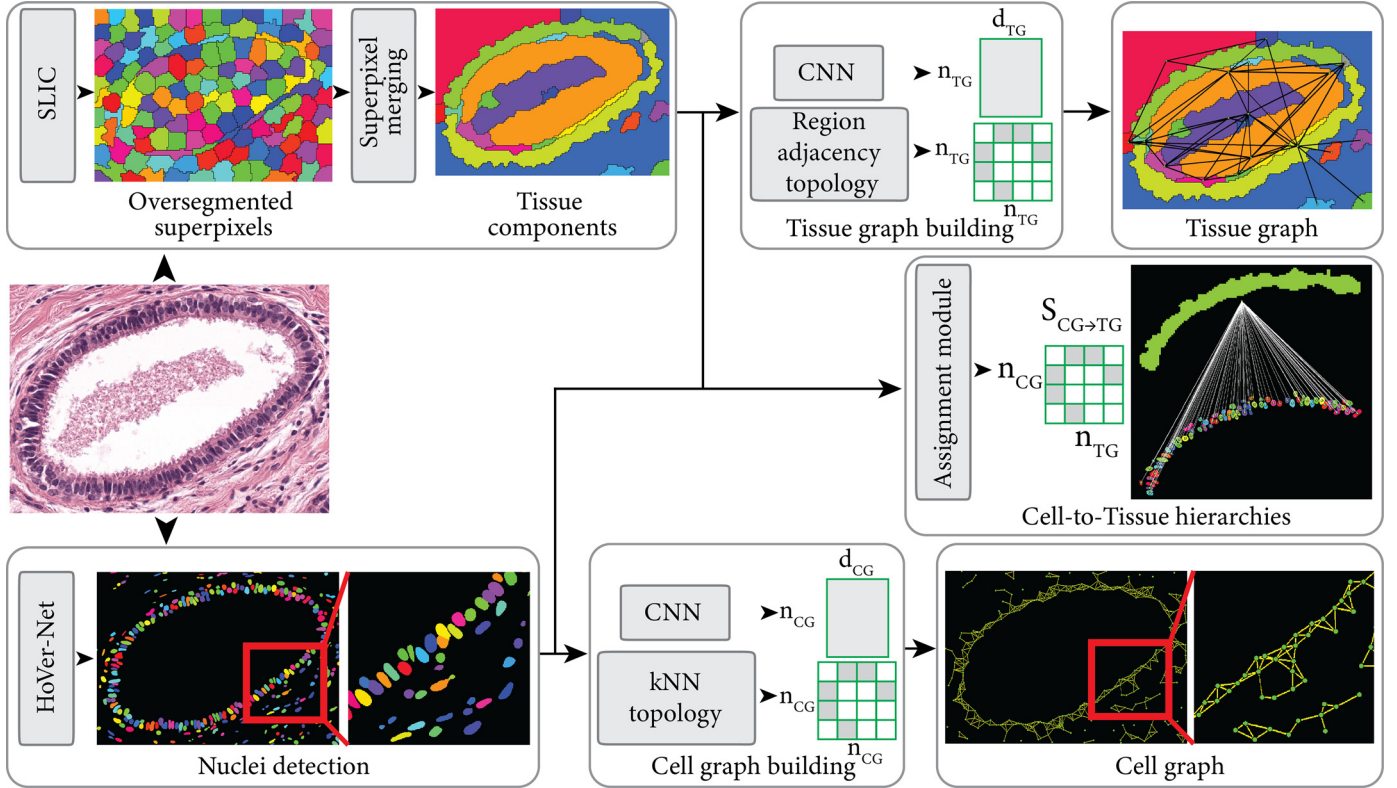 SLIC
Oversegmented
superpixels
Superpixel
merging
Tissue
components
CNN
n_TG
d_TG
Region
adjacency
topology
n_TG
n_TG
Tissue graph building
Tissue graph
Assignment module
S_CG→TG
n_CG
n_TG
Cell-to-Tissue hierarchies
HoVer-Net
Nuclei detection
CNN
n_CG
d_CG
kNN
topology
n_CG
n_CG
Cell graph building
Cell graph